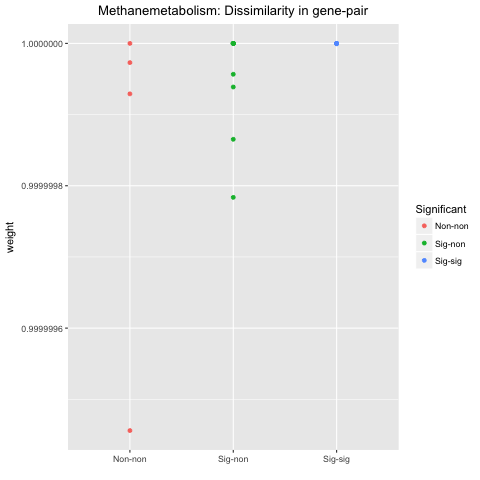 Methanemetabolism: Dissimilarity in gene-pair
1.0000000
0.9999998
0.9999996
weight
Non-non
Sig-non
Sig-sig
Significant
Non-non
Sig-non
Sig-sig